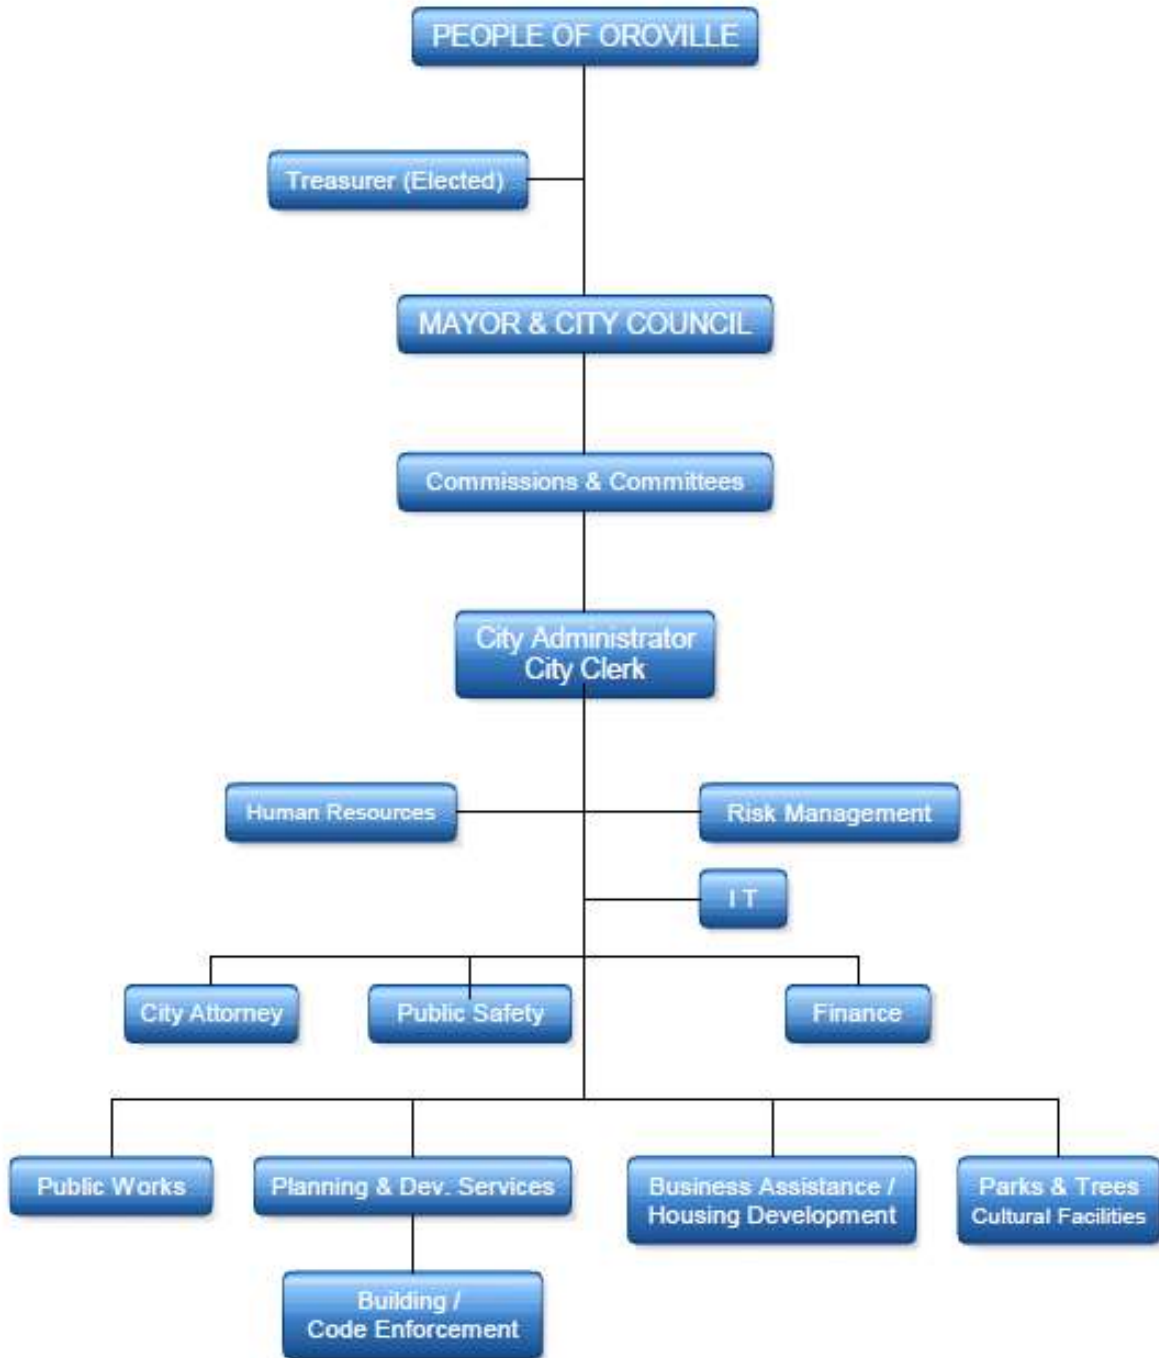 PEOPLE OF OROVILLE
Treasurer (Elected)
MAYOR & CITY COUNCIL
Commissions & Committees
City Administrator
City Clerk
Human Resources
Risk Management
I T
City Attorney
Public Safety
Finance
Public Works
Planning & Dev. Services
Business Assistance /
Housing Development
Parks & Trees
Cultural Facilities
Building /
Code Enforcement